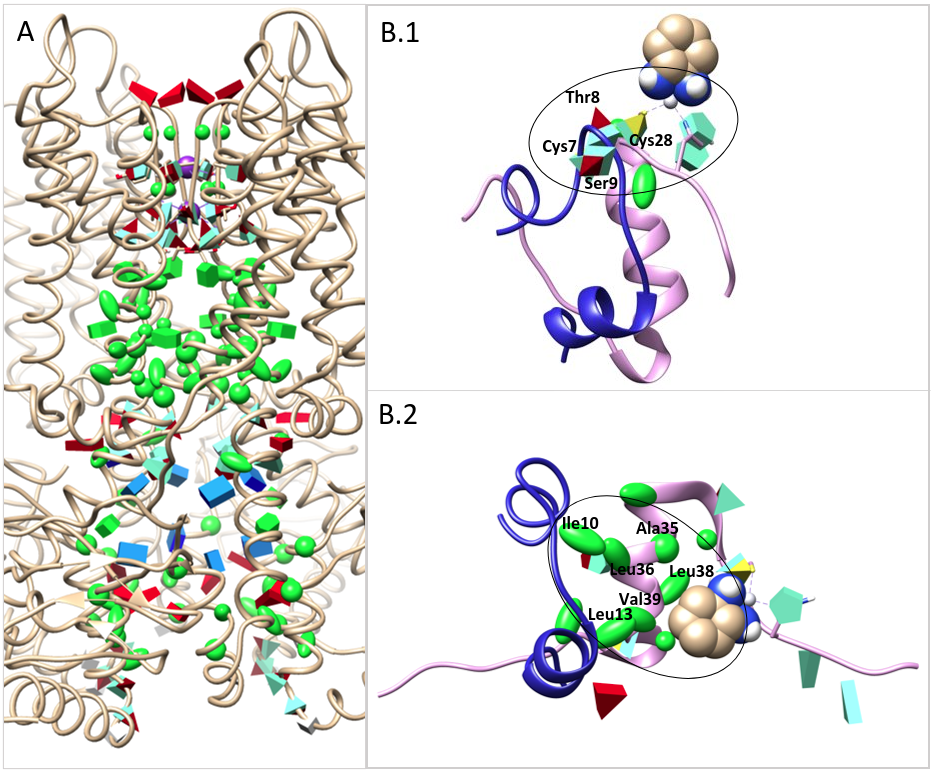 A
B.1
Thr8
Cys7
Cys28
Ser9
B.2
Ile10
Ala35
Leu36
Leu38
Val39
Leu13